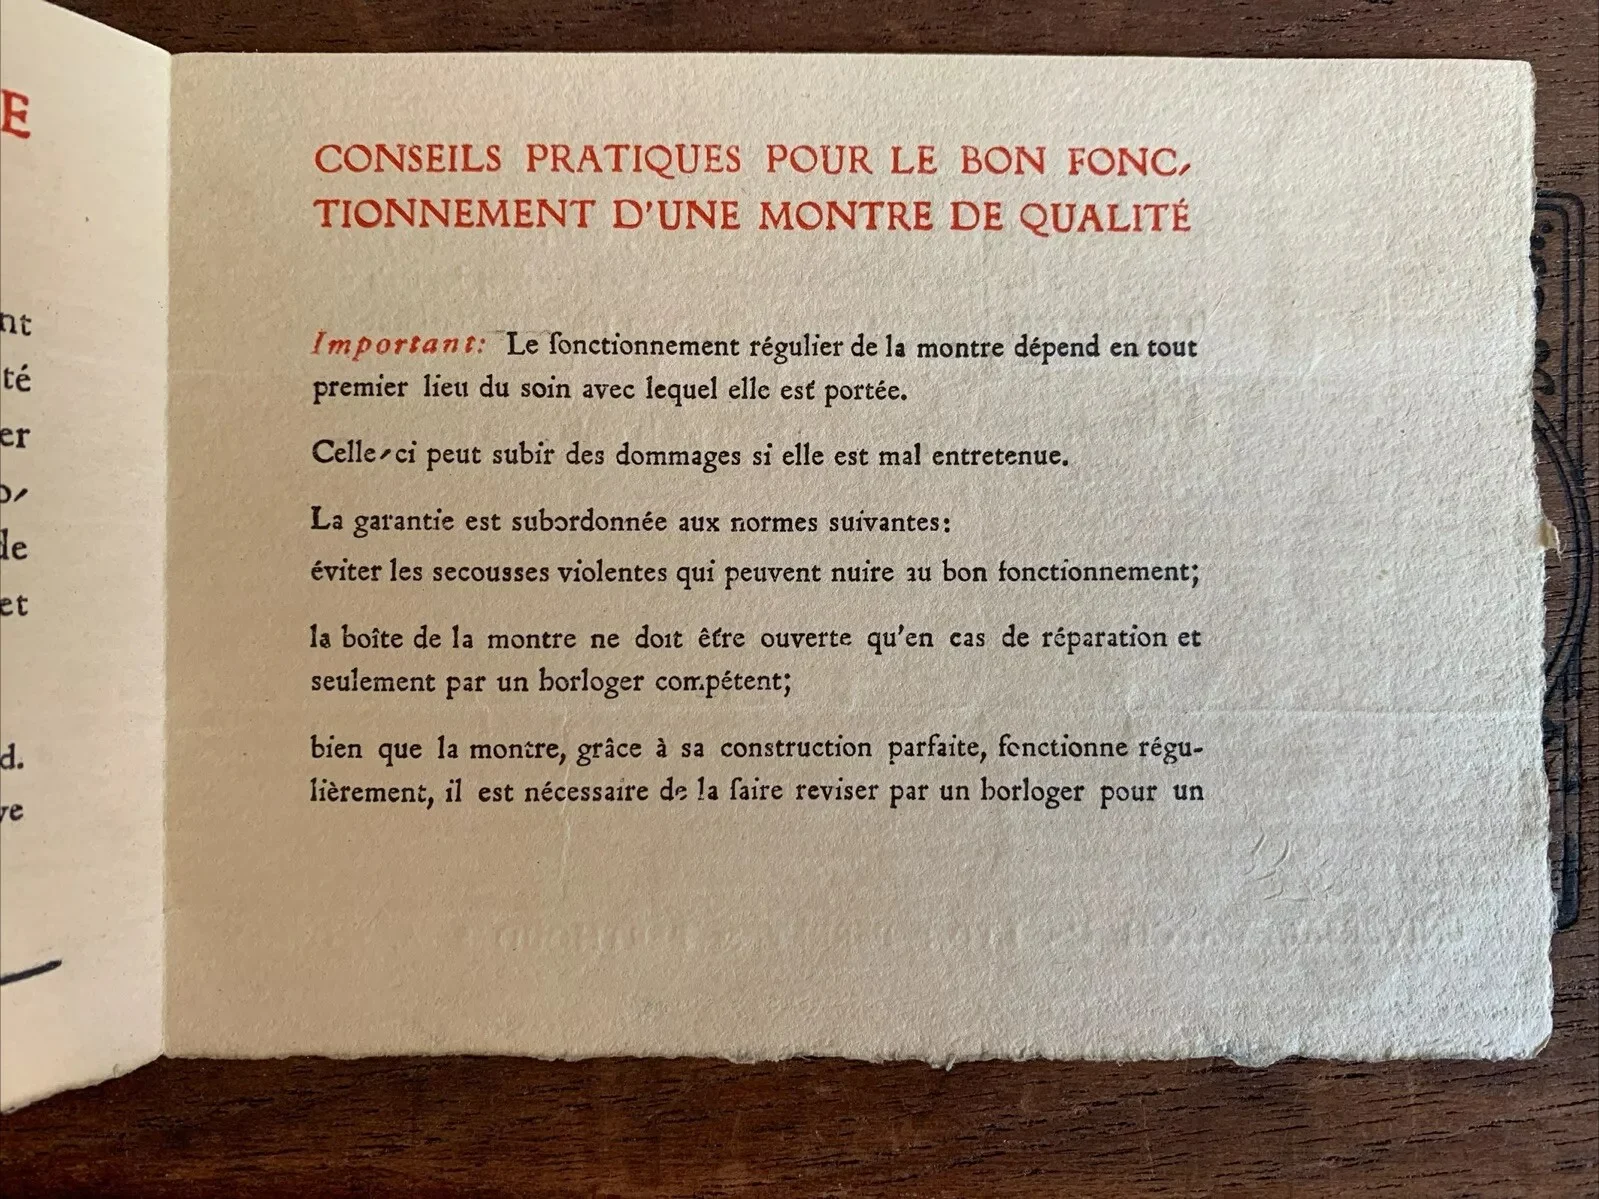 E
nt
té
er
de
et
d.
CONSEILS PRATIQUES POUR LE BON FONC-
TIONNEMENT D'UNE MONTRE DE QUALITÉ
Important: Le fonctionnement régulier de la montre dépend en tout
premier lieu du soin avec lequel elle est portée.
Celle-ci peut subir des dommages si elle est mal entretenue.
La garantie est subordonnée aux normes suivantes:
éviter les secousses violentes qui peuvent nuire au bon fonctionnement;
la boîte de la montre ne doit être ouverte qu'en cas de réparation et
seulement par un horloger compétent;
bien que la montre, grâce à sa construction parfaite, fonctionne régu-
lièrement, il est nécessaire de la faire reviser par un horloger pour un